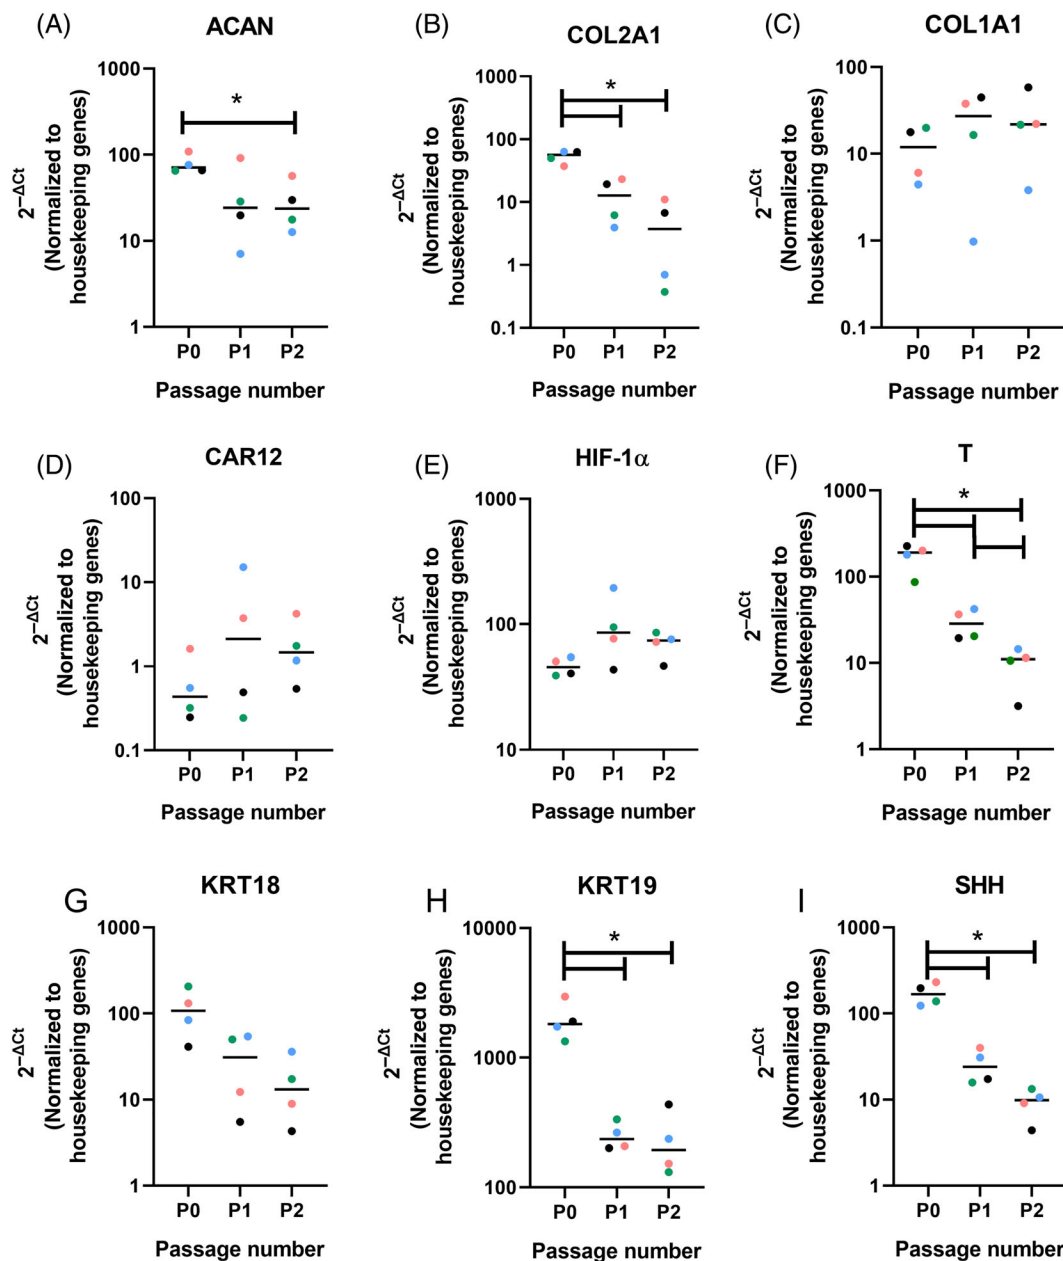 (A)
ACAN
2−ΔCt
(Normalized to
housekeeping genes)
1000
100
10
1
*
P0 P1 P2
Passage number
(B)
COL2A1
2−ΔCt
(Normalized to
housekeeping genes)
1000
100
10
1
0.1
*
P0 P1 P2
Passage number
(C)
COL1A1
2−ΔCt
(Normalized to
housekeeping genes)
100
10
1
0.1
P0 P1 P2
Passage number
(D)
CAR12
2−ΔCt
(Normalized to
housekeeping genes)
100
10
1
0.1
P0 P1 P2
Passage number
(E)
HIF-1α
2−ΔCt
(Normalized to
housekeeping genes)
1000
100
10
P0 P1 P2
Passage number
(F)
T
2−ΔCt
(Normalized to
housekeeping genes)
1000
100
10
1
*
P0 P1 P2
Passage number
G
KRT18
2−ΔCt
(Normalized to
housekeeping genes)
1000
100
10
1
P0 P1 P2
Passage number
H
KRT19
2−ΔCt
(Normalized to
housekeeping genes)
10000
1000
100
*
P0 P1 P2
Passage number
I
SHH
2−ΔCt
(Normalized to
housekeeping genes)
1000
100
10
1
*
P0 P1 P2
Passage number